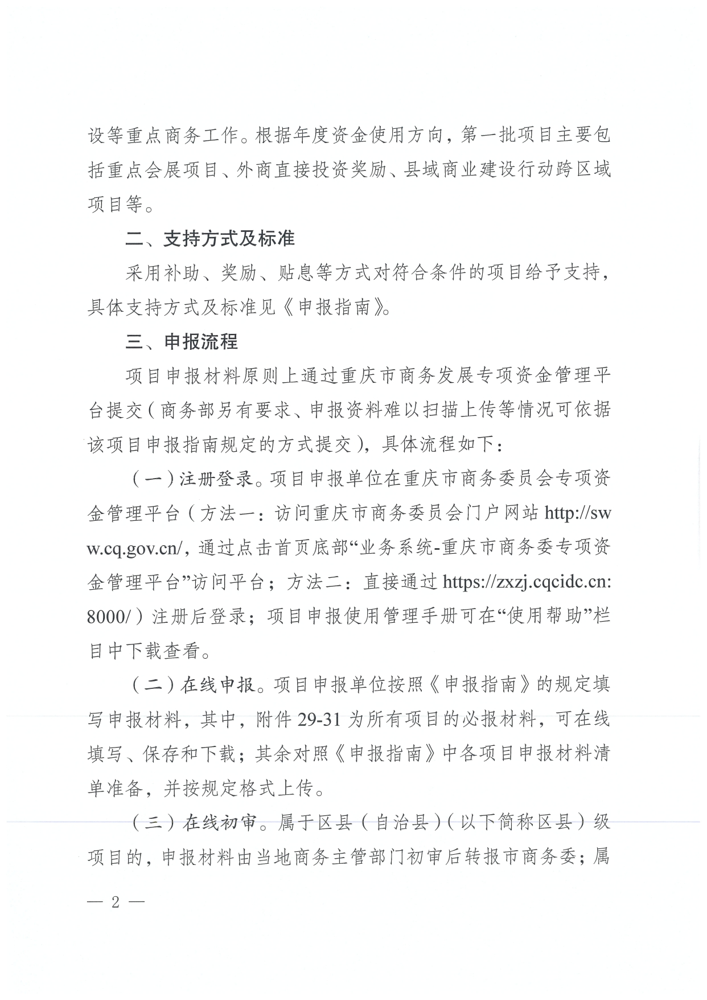 设等重点商务工作。根据年度资金使用方向，第一批项目主要包
括重点会展项目、外商直接投资奖励、县域商业建设行动跨区域
项目等。
二、支持方式及标准
采用补助、奖励、贴息等方式对符合条件的项目给予支持，
具体支持方式及标准见《申报指南》。
三、申报流程
项目申报材料原则上通过重庆市商务发展专项资金管理平
台提交（商务部另有要求、申报资料难以扫描上传等情况可依据
该项目申报指南规定的方式提交），具体流程如下：
（一）注册登录。项目申报单位在重庆市商务委员会专项资
金管理平台（方法一：访问重庆市商务委员会门户网站 http://sw
w.cq.gov.cn/，通过点击首页底部“业务系统-重庆市商务委专项资
金管理平台”访问平台；方法二：直接通过 https://zxzj.cqcidc.cn:
8000/）注册后登录；项目申报使用管理手册可在“使用帮助”栏
目中下载查看。
（二）在线申报。项目申报单位按照《申报指南》的规定填
写申报材料，其中，附件 29-31 为所有项目的必报材料，可在线
填写、保存和下载；其余对照《申报指南》中各项目申报材料清
单准备，并按规定格式上传。
（三）在线初审。属于区县（自治县）（以下简称区县）级
项目的，申报材料由当地商务主管部门初审后转报市商务委；属
— 2 —